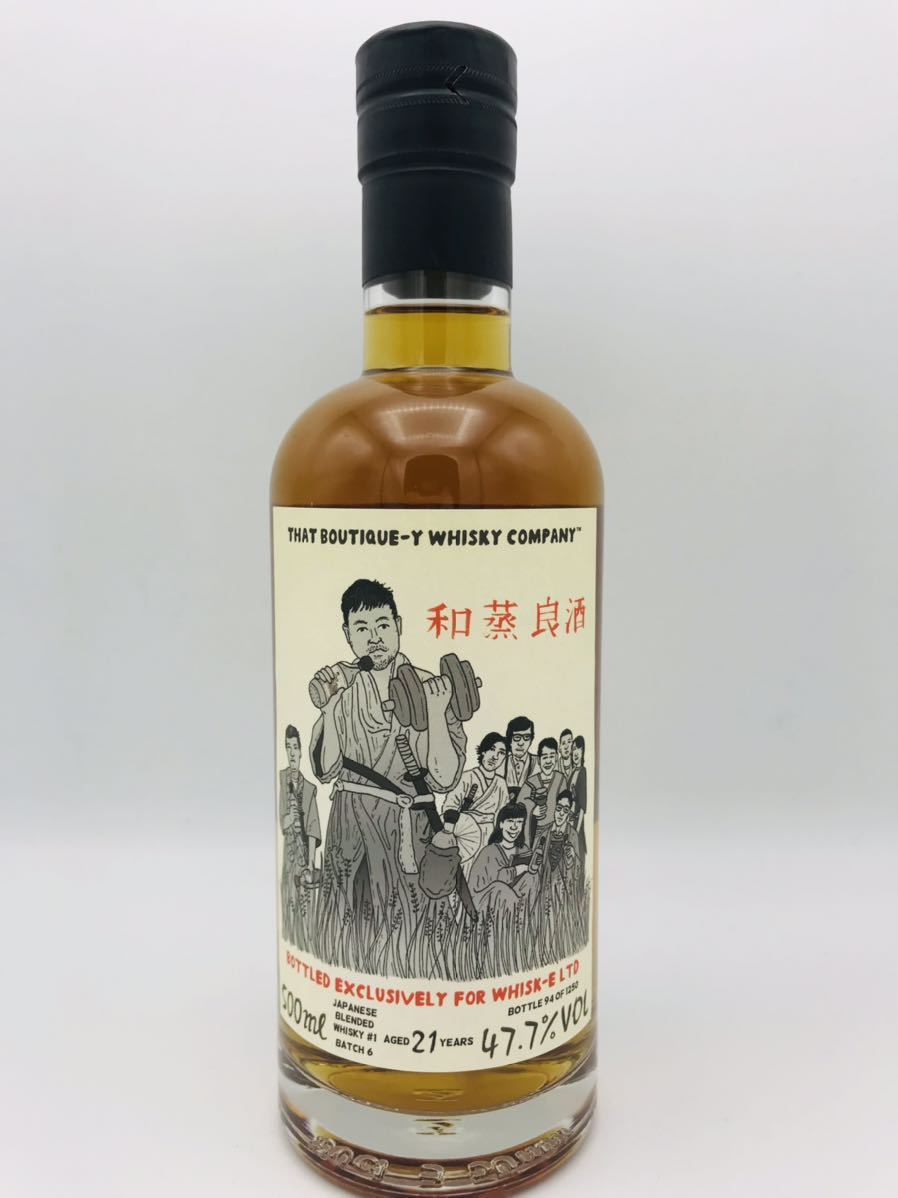 THAT BOUTIQUE-Y WHISKY COMPANY™
和蒸良酒
BOTTLED EXCLUSIVELY FOR WHISK-E LTD
500ml
JAPANESE
BLENDED
WHISKY #1
BATCH 6
AGED 21 YEARS
BOTTLE 94 OF 1250
47.7% VOL